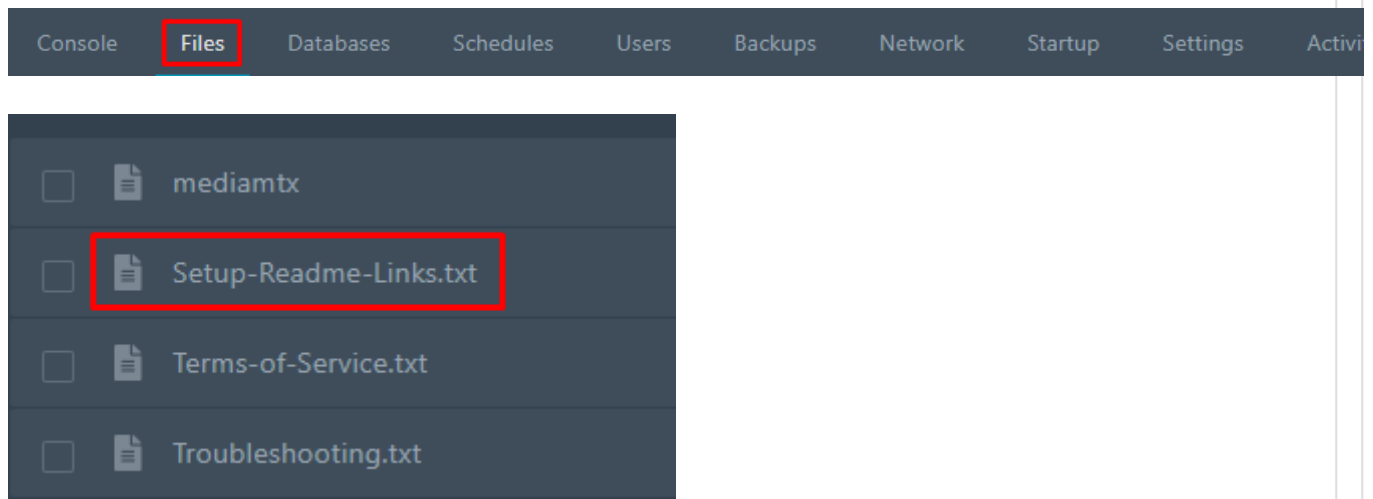 Console Files Databases Schedules Users Backups Network Startup Settings
mediamtx
Setup-Readme-Links.txt
Terms-of-Service.txt
Troubleshooting.txt